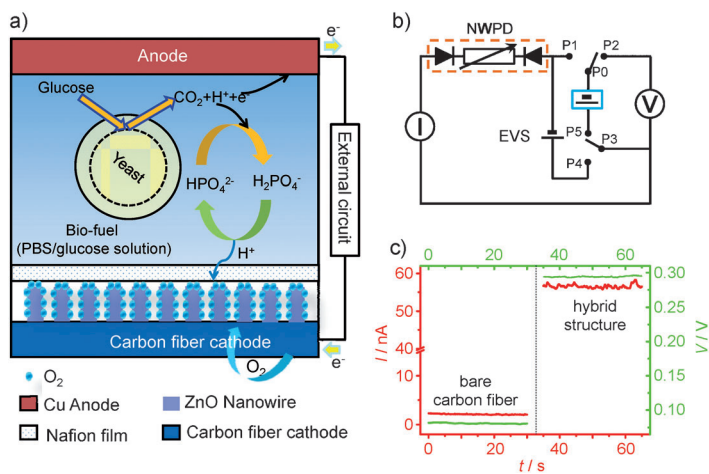 a)
e⁻
Anode
Glucose
CO₂+H⁺+e⁻
Yeast
HPO₄²⁻
H₂PO₄⁻
Bio-fuel
(PBS/glucose solution)
H⁺
External circuit
Carbon fiber cathode
e⁻
O₂
O₂
Cu Anode
ZnO Nanowire
Nafion film
Carbon fiber cathode
b)
NWPD
P1
P2
P0
I
V
EVS
P5
P3
P4
c)
0 20 40 60
60
55
50
40
5
0
I / nA
0.30
0.25
0.20
0.15
0.10
V / V
hybrid
structure
bare
carbon fiber
0 20 40 60
t / s